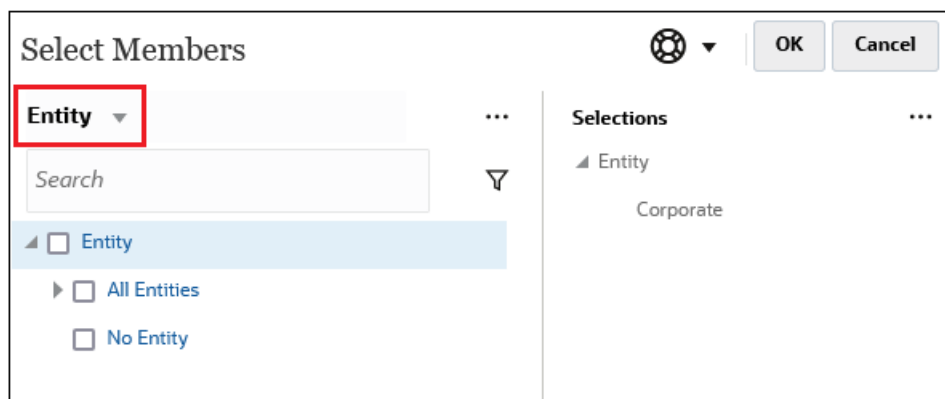 Select Members
OK
Cancel
Entity
Selections
Search
Entity
Corporate
Entity
All Entities
No Entity